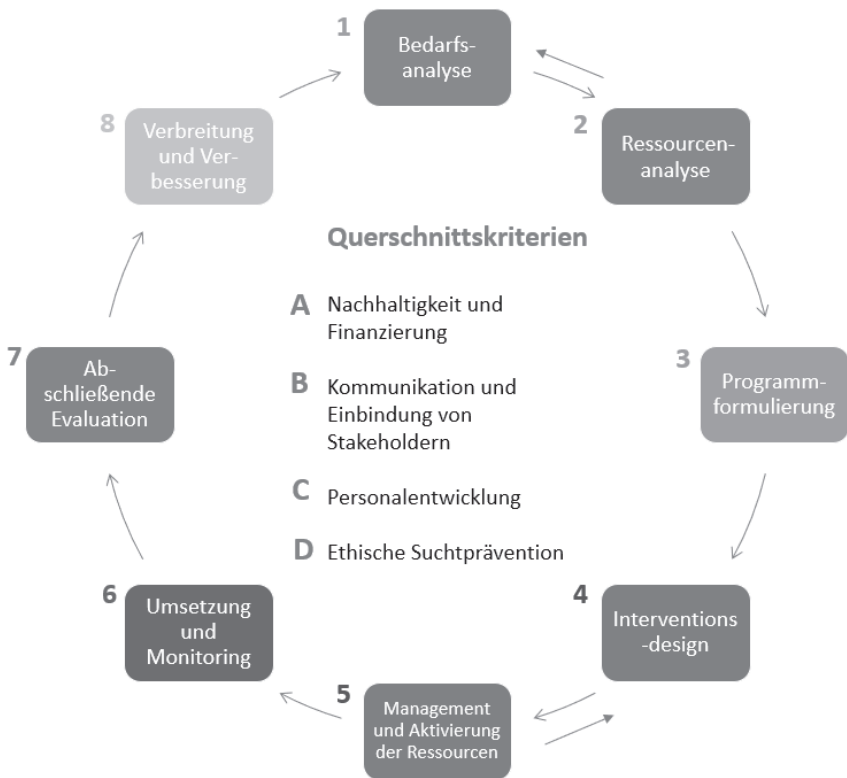 1
Bedarfs-
analyse
2
Ressourcen-
analyse
3
Programm-
formulierung
4
Interventions
-design
5
Management
und Aktivierung
der Ressourcen
6
Umsetzung
und
Monitoring
7
Ab-
schließende
Evaluation
8
Verbreitung
und Ver-
besserung
Querschnittskriterien
A Nachhaltigkeit und
Finanzierung
B Kommunikation und
Einbindung von
Stakeholdern
C Personalentwicklung
D Ethische Suchtprävention